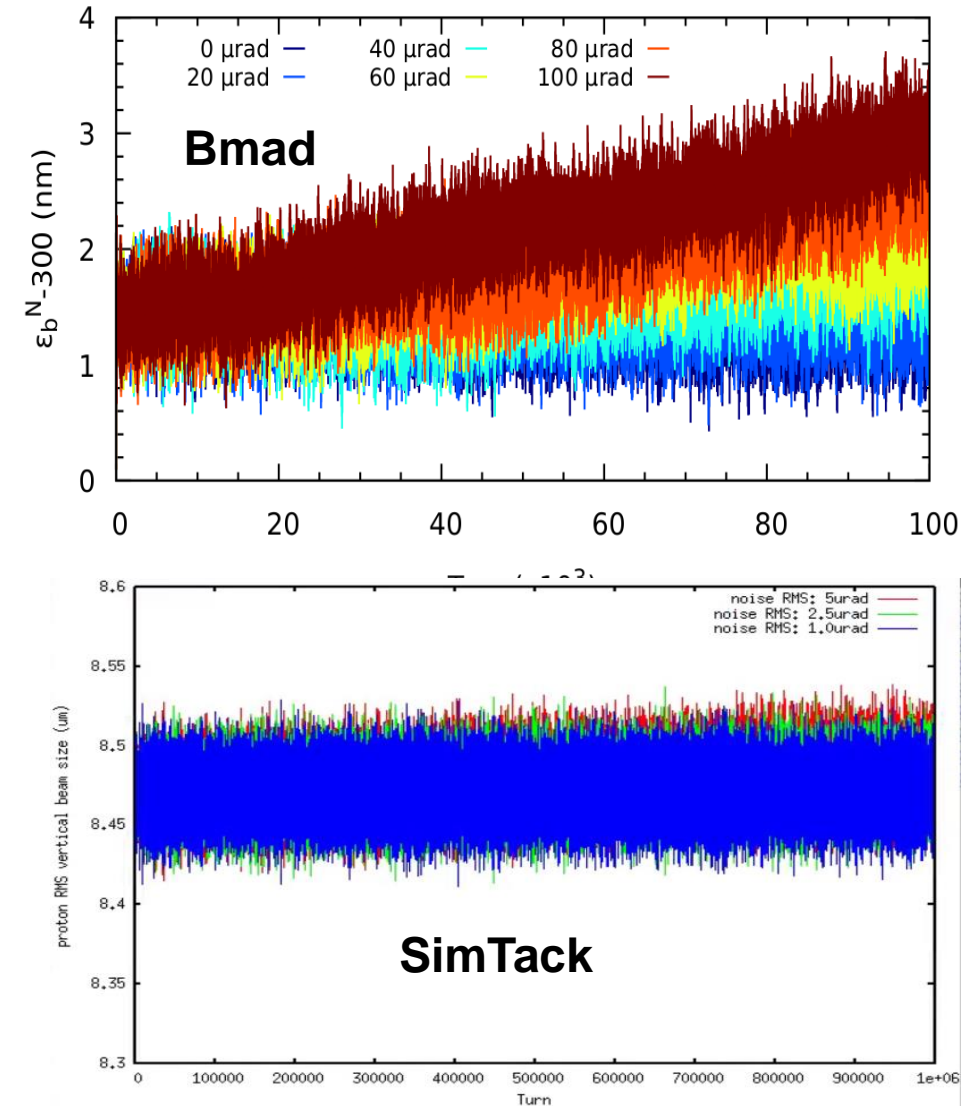 4
0 μrad 40 μrad 80 μrad
20 μrad 60 μrad 100 μrad
3
Bmad
ε_b^N-300 (nm)
2
1
0
0 20 40 60 80 100
8.6
noise RMS: 5urad
noise RMS: 2.5urad
noise RMS: 1.0urad
8.55
8.5
proton RMS vertical beam size (um)
8.45
8.4
SimTack
8.35
8.3
0 100000 200000 300000 400000 500000 600000 700000 800000 900000 1e+06
Turn